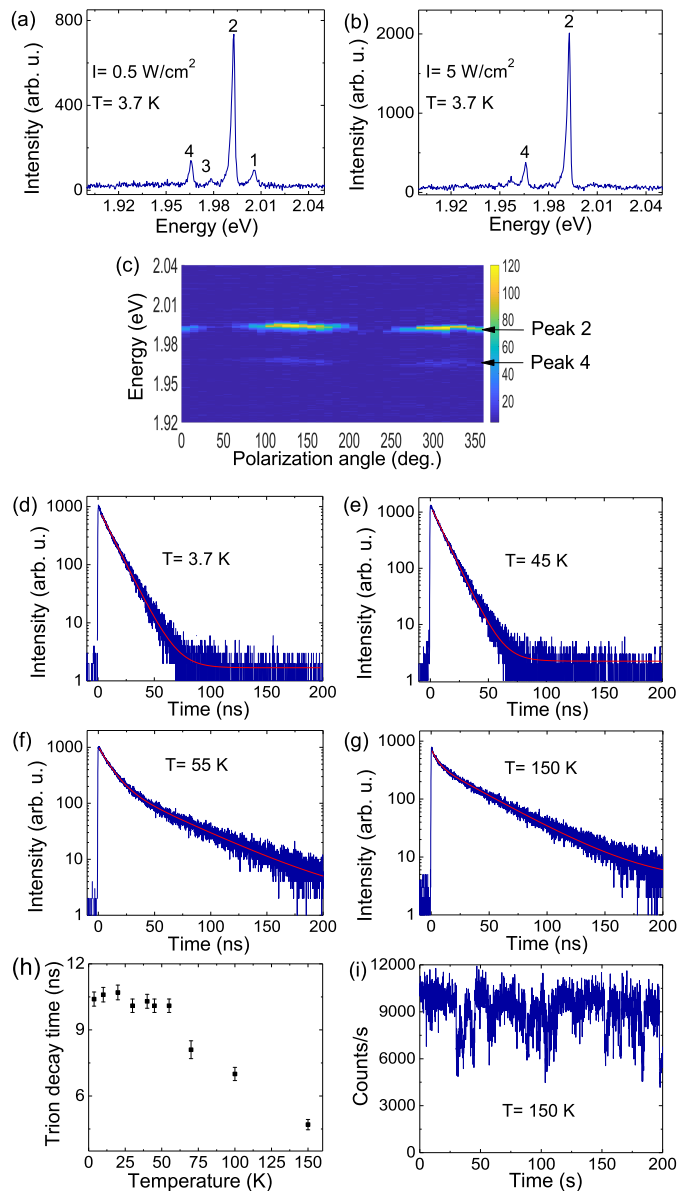 (a)
800
400
0
Intensity (arb. u.)
I= 0.5 W/cm²
T= 3.7 K
2
4
3
1
1.92 1.95 1.98 2.01 2.04
Energy (eV)
(b)
2000
1000
0
Intensity (arb. u.)
I= 5 W/cm²
T= 3.7 K
2
4
1.92 1.95 1.98 2.01 2.04
Energy (eV)
(c)
2.04
2.01
1.98
1.95
1.92
Energy (eV)
0 50 100 150 200 250 300 350
Polarization angle (deg.)
120
100
80
60
40
20
Peak 2
Peak 4
(d)
1000
100
10
1
Intensity (arb. u.)
T= 3.7 K
0 50 100 150 200
Time (ns)
(e)
1000
100
10
1
Intensity (arb. u.)
T= 45 K
0 50 100 150 200
Time (ns)
(f)
1000
100
10
1
Intensity (arb. u.)
T= 55 K
0 50 100 150 200
Time (ns)
(g)
1000
100
10
1
Intensity (arb. u.)
T= 150 K
0 50 100 150 200
Time (ns)
(h)
12
9
6
Trion decay time (ns)
0 25 50 75 100 125 150
Temperature (K)
(i)
12000
9000
6000
3000
0
Counts/s
T= 150 K
0 50 100 150 200
Time (s)